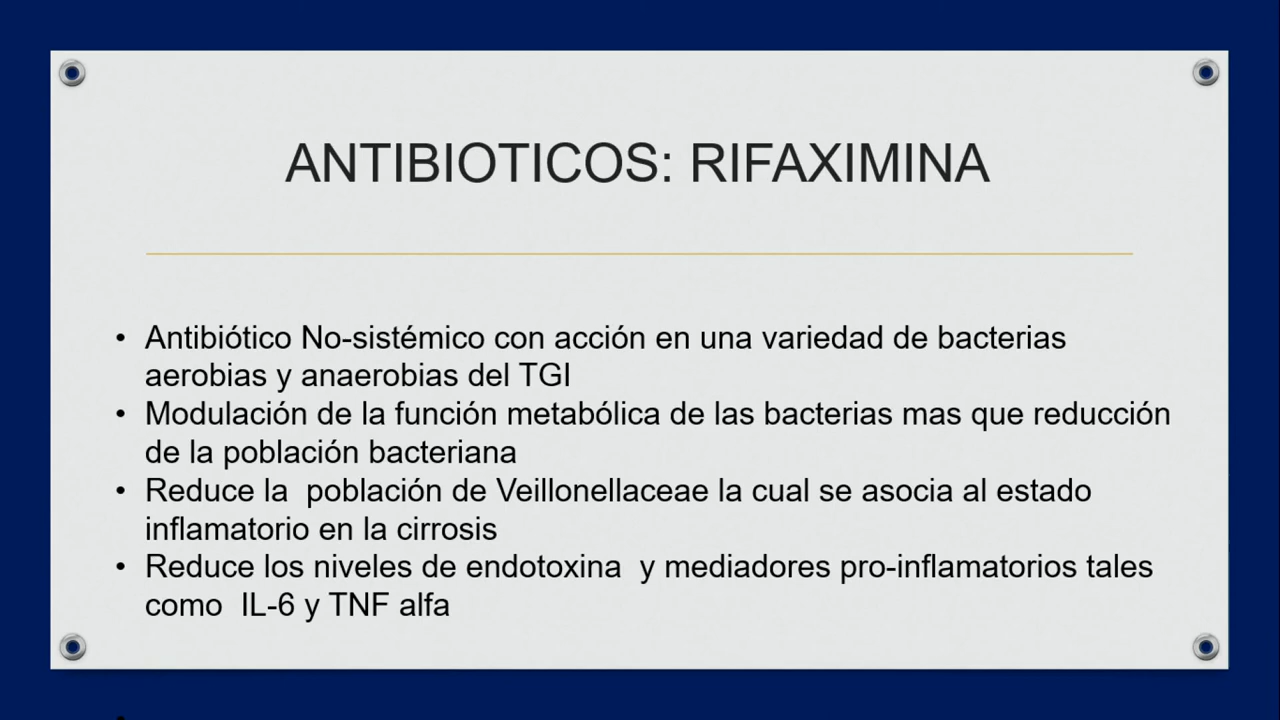 ANTIBIOTICOS: RIFAXIMINA
• Antibiótico No-sistémico con acción en una variedad de bacterias
aerobias y anaerobias del TGI
• Modulación de la función metabólica de las bacterias mas que reducción
de la población bacteriana
• Reduce la  población de Veillonellaceae la cual se asocia al estado
inflamatorio en la cirrosis
• Reduce los niveles de endotoxina  y mediadores pro-inflamatorios tales
como  IL-6 y TNF alfa